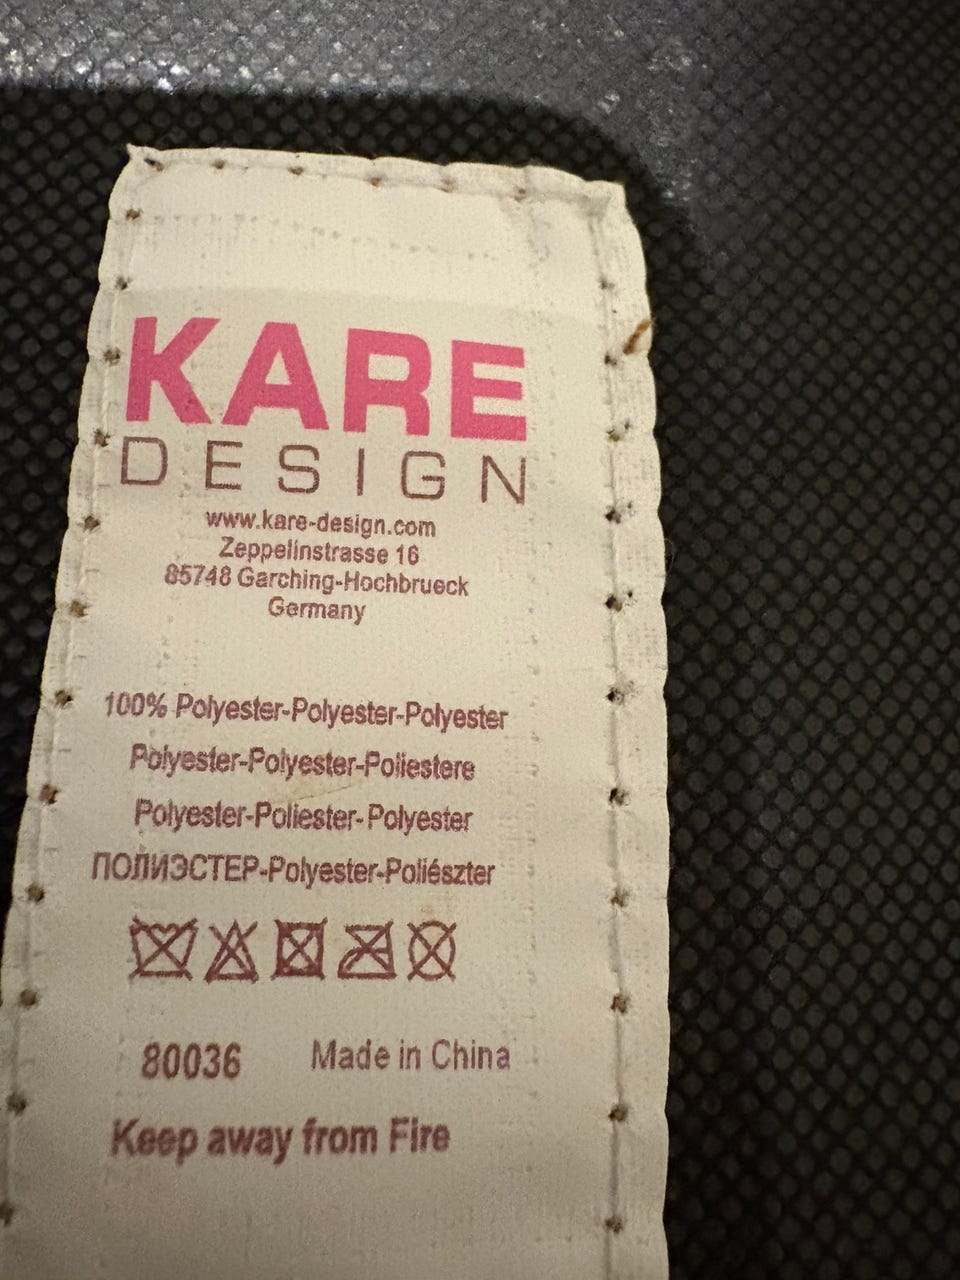 KARE
DESIGN
www.kare-design.com
Zeppelinstrasse 16
85748 Garching-Hochbrueck
Germany
100% Polyester-Polyester-Polyester
Polyester-Polyester-Poliestere
Polyester-Poliester-Polyester
ПОЛИЭСТЕР-Polyester-Poliészter
80036 Made in China
Keep away from Fire